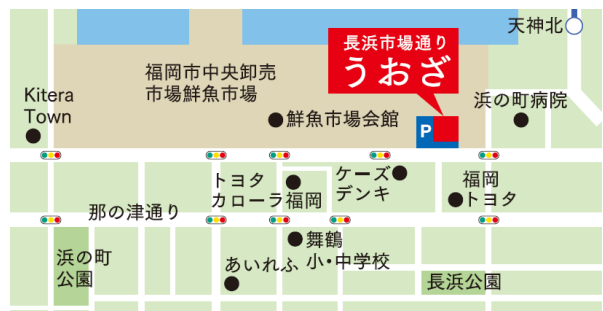 天神北
長浜市場通り
うおざ
福岡市中央卸売
市場鮮魚市場
Kitera
Town
鮮魚市場会館
P
浜の町病院
トヨタ
カローラ福岡
ケーズ
デンキ
福岡
トヨタ
那の津通り
舞鶴
小・中学校
浜の町
公園
あいれふ
長浜公園